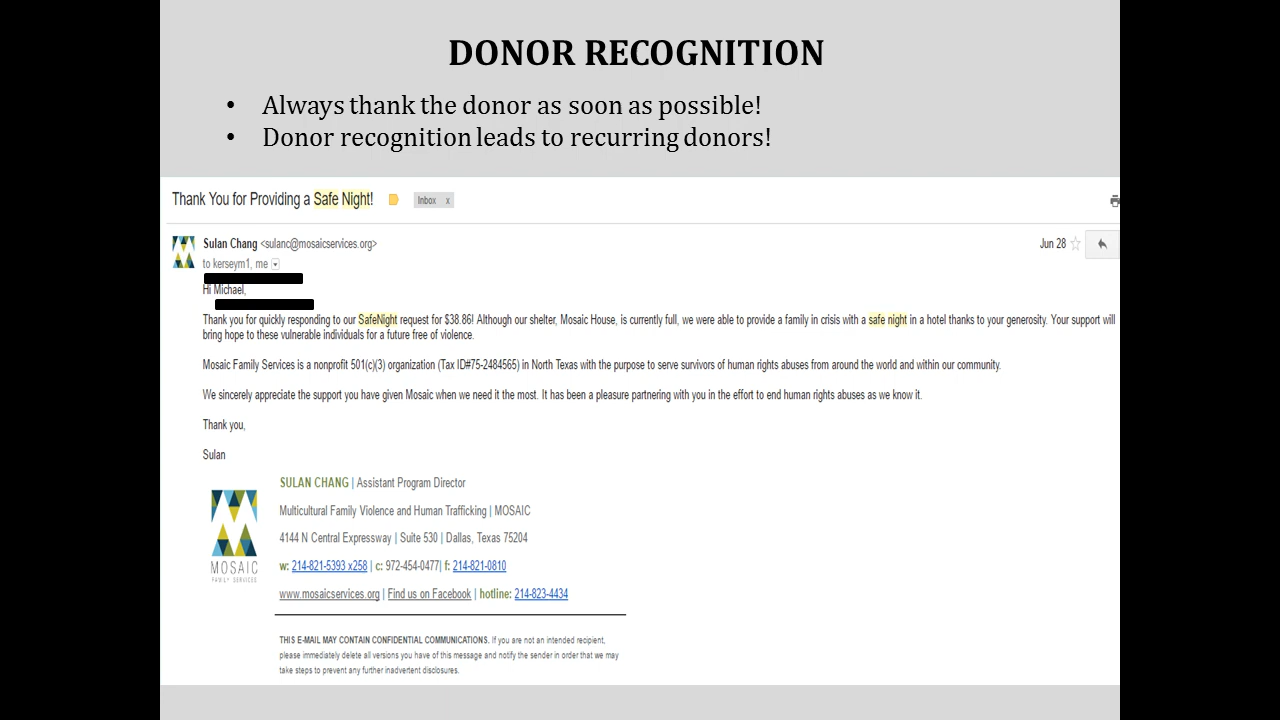 DONOR RECOGNITION
• Always thank the donor as soon as possible!
• Donor recognition leads to recurring donors!
Thank You for Providing a Safe Night!
Inbox x
Sulan Chang <sulanc@mosaicservices.org>
Jun 28
to kerseym1, me
Hi Michael,
Thank you for quickly responding to our SafeNight request for $38.86! Although our shelter, Mosaic House, is currently full, we were able to provide a family in crisis with a safe night in a hotel thanks to your generosity. Your support will
bring hope to these vulnerable individuals for a future free of violence.
Mosaic Family Services is a nonprofit 501(c)(3) organization (Tax ID#75-2484565) in North Texas with the purpose to serve survivors of human rights abuses from around the world and within our community.
We sincerely appreciate the support you have given Mosaic when we need it the most. It has been a pleasure partnering with you in the effort to end human rights abuses as we know it.
Thank you,
Sulan
SULAN CHANG | Assistant Program Director
Multicultural Family Violence and Human Trafficking | MOSAIC
4144 N Central Expressway | Suite 530 | Dallas, Texas 75204
w: 214-821-5393 x258 | c: 972-454-0477| f: 214-821-0810
www.mosaicservices.org | Find us on Facebook | hotline: 214-823-4434
MOSAIC
FAMILY SERVICES
THIS E-MAIL MAY CONTAIN CONFIDENTIAL COMMUNICATIONS. If you are not an intended recipient,
please immediately delete all versions you have of this message and notify the sender in order that we may
take steps to prevent any further inadvertent disclosures.